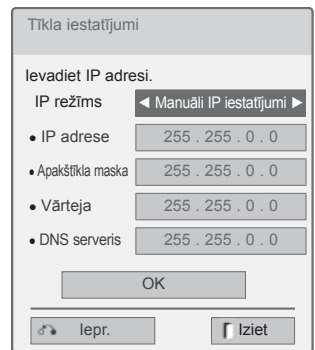 Tīkla iestatījumi
Ievadiet IP adresi.
IP režīms ◄ Manuāli IP iestatījumi ►
• IP adrese 255 . 255 . 0 . 0
• Apakštīkla maska 255 . 255 . 0 . 0
• Vārteja 255 . 255 . 0 . 0
• DNS serveris 255 . 255 . 0 . 0
OK
Iepr. Iziet